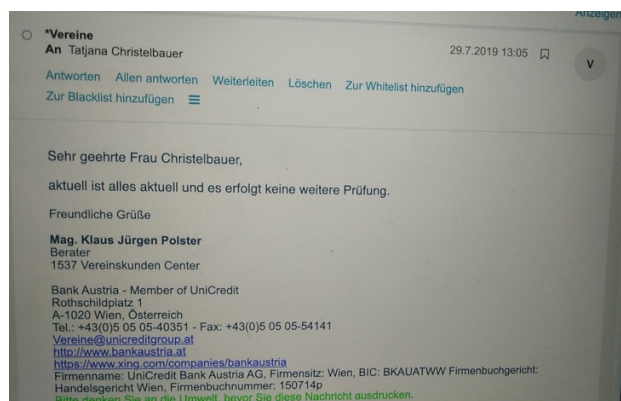 Anzeigen
*Vereine
An Tatjana Christelbauer
29.7.2019 13:05
V
Antworten Allen antworten Weiterleiten Löschen Zur Whitelist hinzufügen
Zur Blacklist hinzufügen
Sehr geehrte Frau Christelbauer,
aktuell ist alles aktuell und es erfolgt keine weitere Prüfung.
Freundliche Grüße
Mag. Klaus Jürgen Polster
Berater
1537 Vereinskunden Center
Bank Austria - Member of UniCredit
Rothschildplatz 1
A-1020 Wien, Österreich
Tel.: +43(0)5 05 05-40351 - Fax: +43(0)5 05 05-54141
Vereine@unicreditgroup.at
http://www.bankaustria.at
https://www.xing.com/companies/bankaustria
Firmenname: UniCredit Bank Austria AG, Firmensitz: Wien, BIC: BKAUATWW Firmenbuchgericht:
Handelsgericht Wien, Firmenbuchnummer: 150714p
Bitte denken Sie an die Umwelt, bevor Sie diese Nachricht ausdrucken.